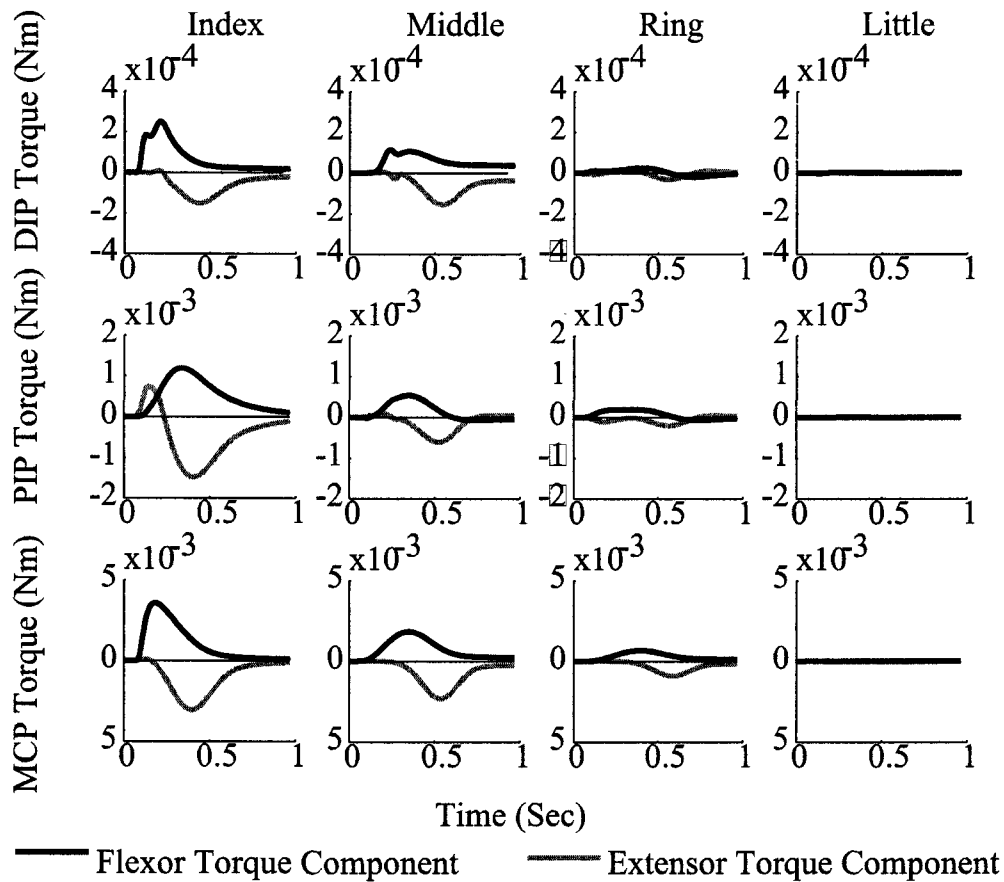 Index Middle Ring Little
DIP Torque (Nm)
x10-4 x10-4 x10-4 x10-4
4 4 4 4
2 2 2 2
0 0 0 0
-2 -2 -2 -2
-4 -4 -4 -4
0 0.5 1 0 0.5 1 0 0.5 1 0 0.5 1
PIP Torque (Nm)
x10-3 x10-3 x10-3 x10-3
2 2 2 2
1 1 1 1
0 0 0 0
-1 -1 -1 -1
-2 -2 -2 -2
0 0.5 1 0 0.5 1 0 0.5 1 0 0.5 1
MCP Torque (Nm)
x10-3 x10-3 x10-3 x10-3
5 5 5 5
0 0 0 0
5 5 5 5
0 0.5 1 0 0.5 1 0 0.5 1 0 0.5 1
Time (Sec)
Flexor Torque Component Extensor Torque Component